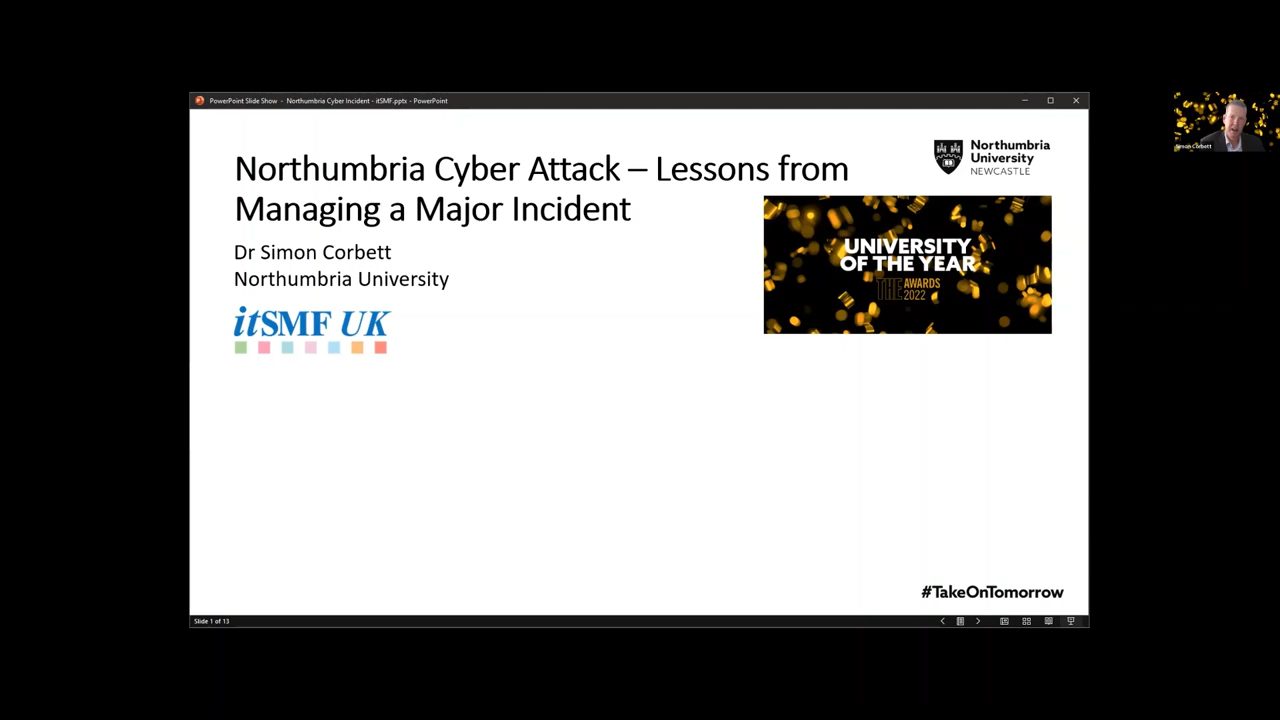 PowerPoint Slide Show - Northumbria Cyber Incident - itSMF.pptx - PowerPoint
Northumbria Cyber Attack – Lessons from
Managing a Major Incident
Dr Simon Corbett
Northumbria University
itSMF UK
Northumbria
University
NEWCASTLE
UNIVERSITY
OF THE YEAR
THE AWARDS
2022
Simon Corbett
#TakeOnTomorrow
Slide 1 of 13